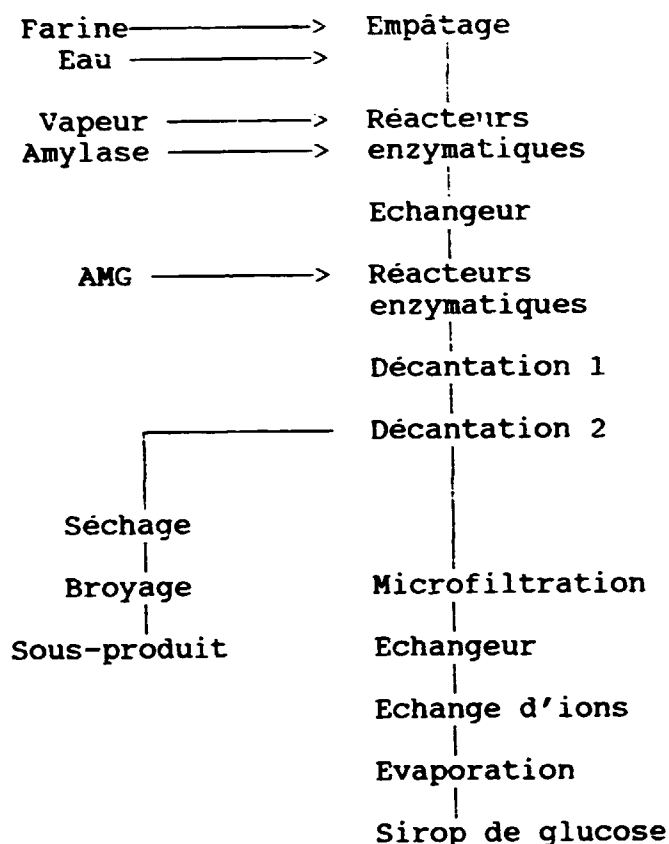 Farine Empâtage
Eau
Vapeur Réacteurs
Amylase enzymatiques
Echangeur
AMG Réacteurs
enzymatiques
Décantation 1
Décantation 2
Séchage
Broyage Microfiltration
Sous-produit Echangeur
Echange d'ions
Evaporation
Sirop de glucose